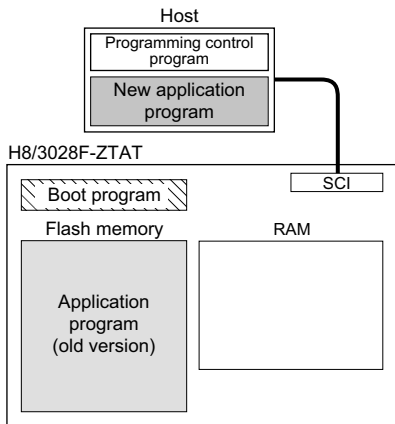 Host
Programming control
program
New application
program
H8/3028F-ZTAT
SCI
Boot program
Flash memory
RAM
Application
program
(old version)